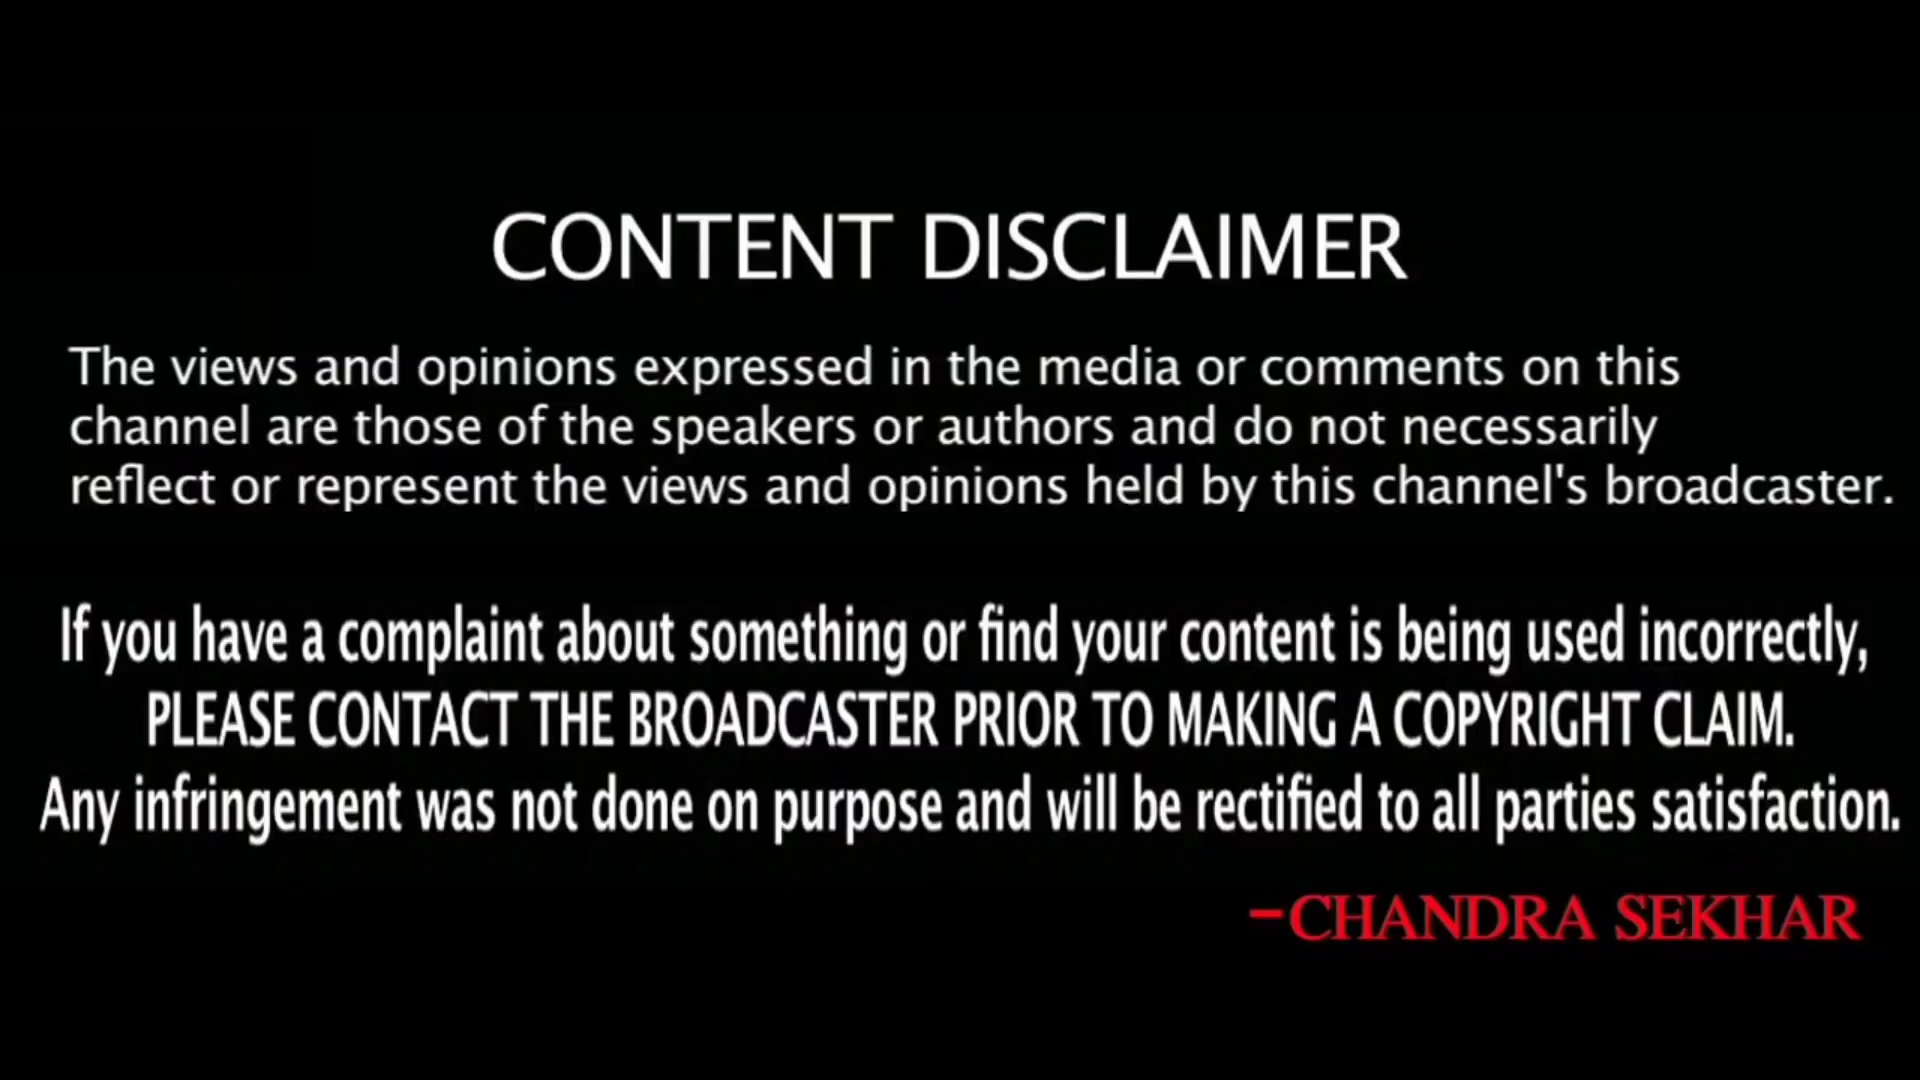 CONTENT DISCLAIMER
The views and opinions expressed in the media or comments on this
channel are those of the speakers or authors and do not necessarily
reflect or represent the views and opinions held by this channel's broadcaster.
If you have a complaint about something or find your content is being used incorrectly,
PLEASE CONTACT THE BROADCASTER PRIOR TO MAKING A COPYRIGHT CLAIM.
Any infringement was not done on purpose and will be rectified to all parties satisfaction.
-CHANDRA SEKHAR